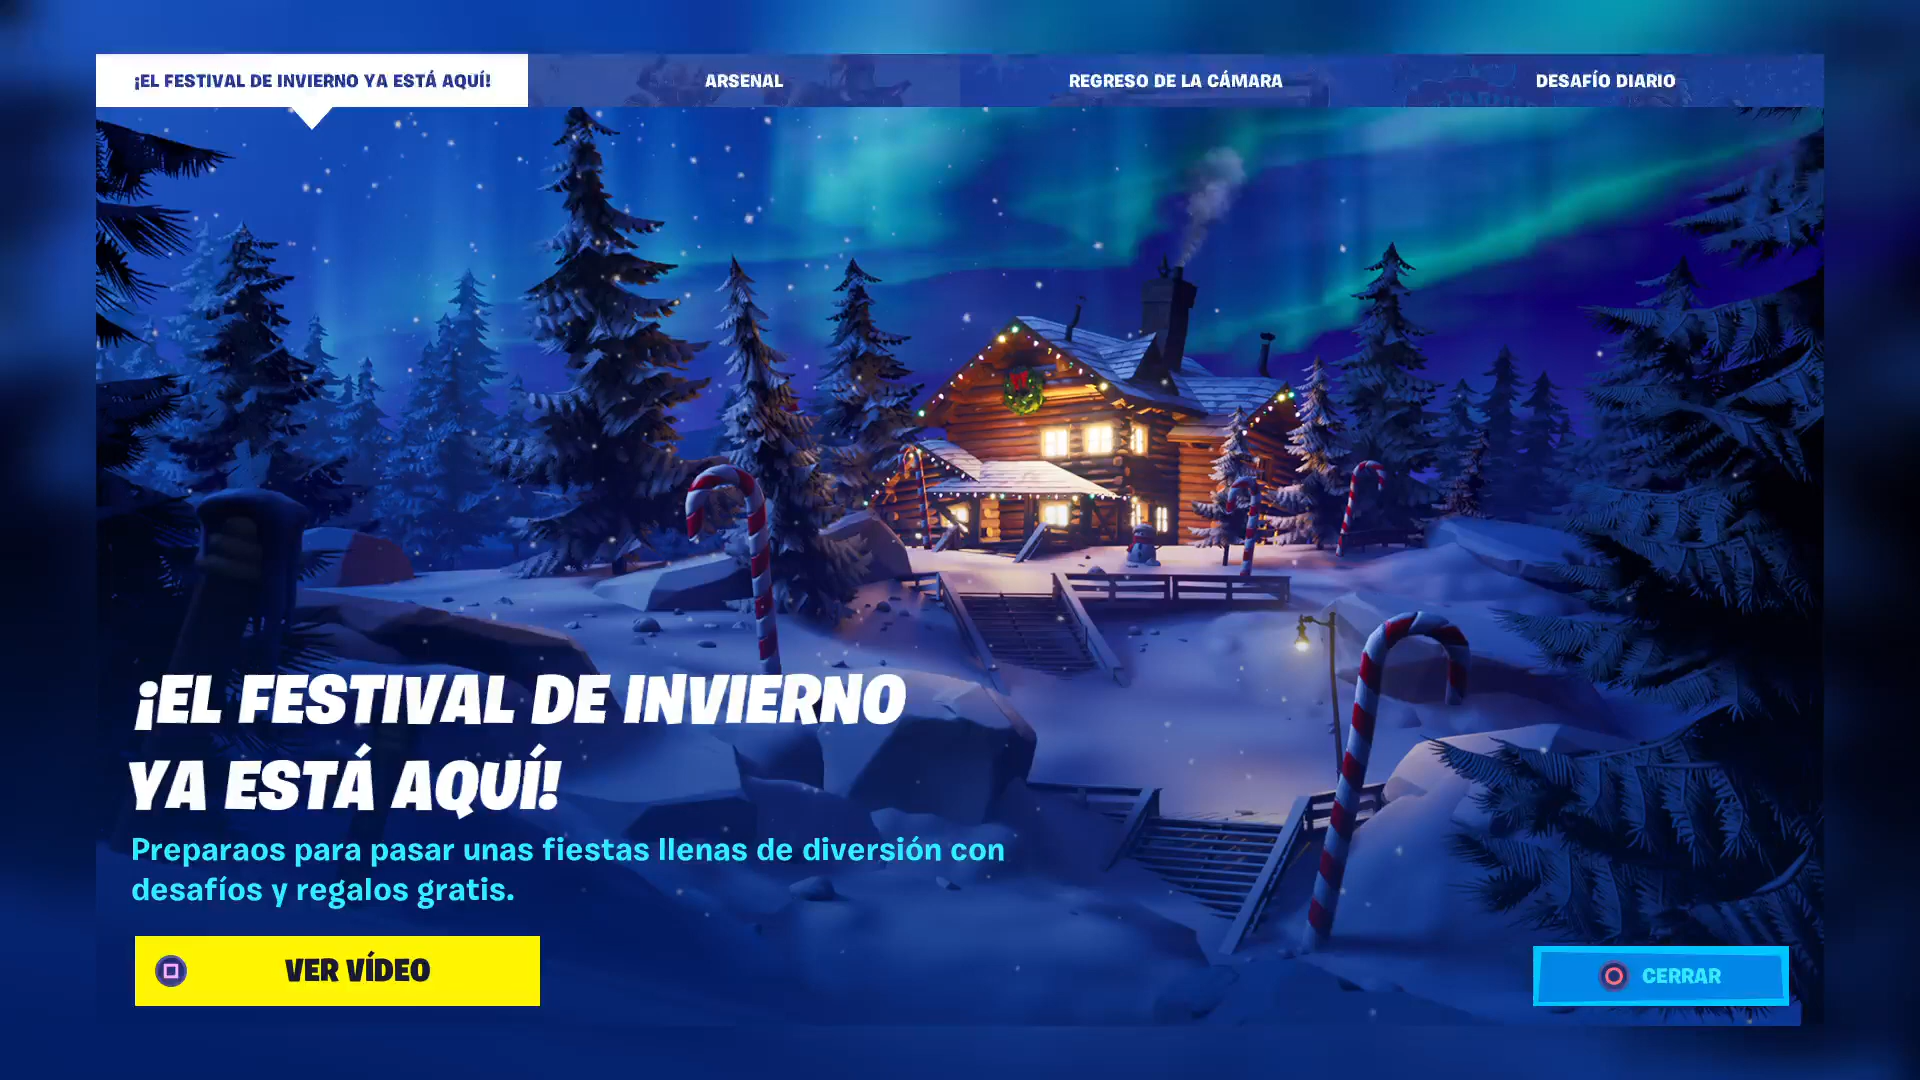 ¡EL FESTIVAL DE INVIERNO YA ESTÁ AQUÍ!
ARSENAL
REGRESO DE LA CÁMARA
DESAFÍO DIARIO
¡EL FESTIVAL DE INVIERNO
YA ESTÁ AQUÍ!
Preparaos para pasar unas fiestas llenas de diversión con
desafíos y regalos gratis.
VER VÍDEO
CERRAR